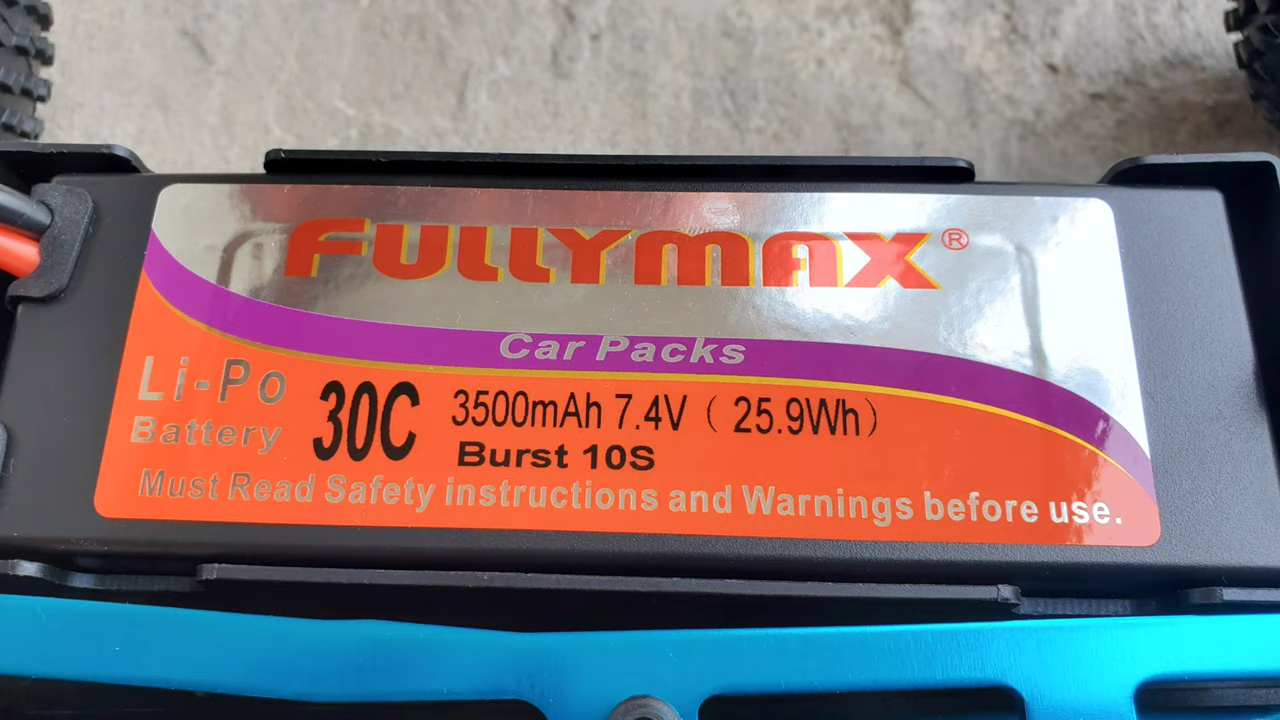 FULLYMAX®
Car Packs
Li-Po
Battery
30C
3500mAh 7.4V ( 25.9Wh )
Burst 10S
Must Read Safety instructions and Warnings before use.